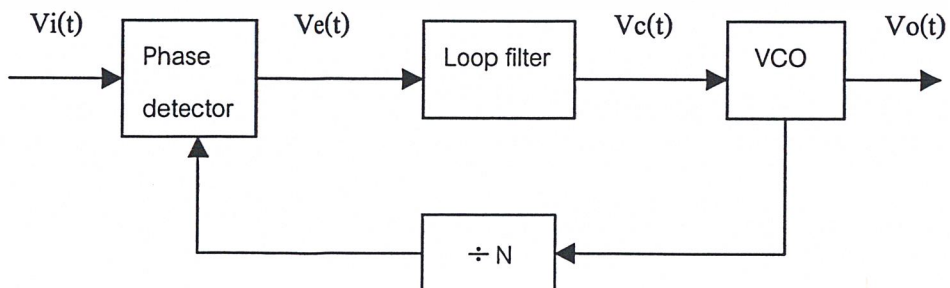 Vi(t)
Ve(t)
Vc(t)
Vo(t)
Phase
detector
Loop filter
VCO
÷ N